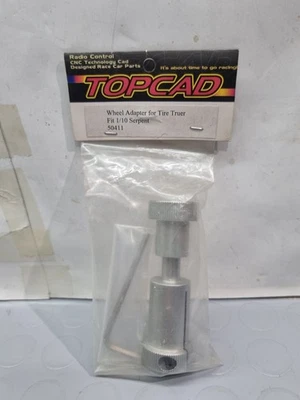 Radio Control
CNC Technology Cad
Designed Race Car Parts
It's about time to go racing!
TOPCAD
Wheel Adapter for Tire Truer
Fit 1/10 Serpent
50411